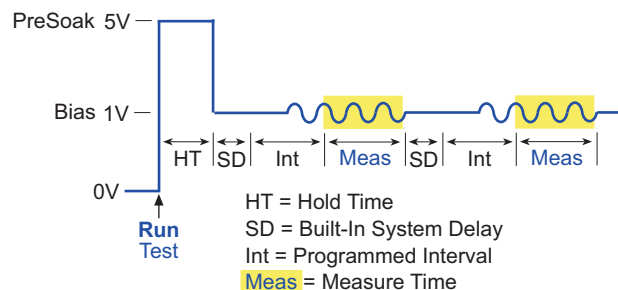 PreSoak 5V
Bias 1V
HT SD Int Meas SD Int Meas
0V
Run
Test
HT = Hold Time
SD = Built-In System Delay
Int = Programmed Interval
Meas = Measure Time